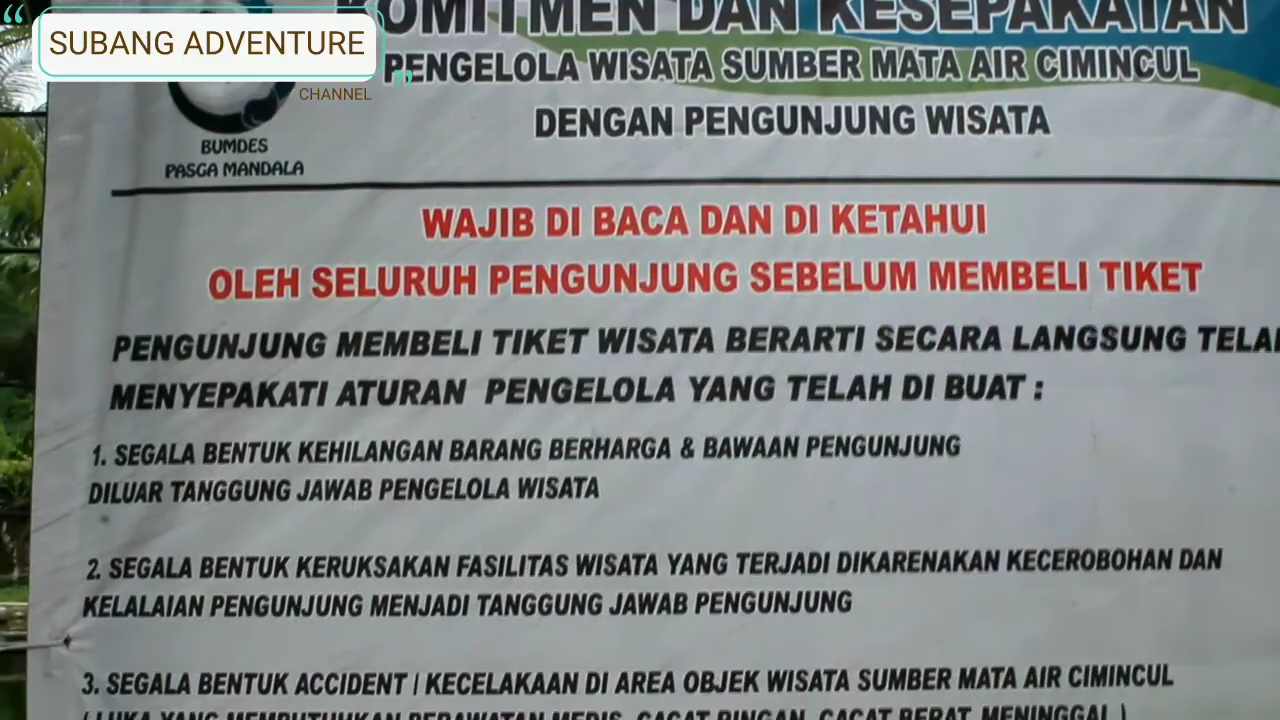 SUBANG ADVENTURE
CHANNEL
KOMITMEN DAN KESEPAKATAN
PENGELOLA WISATA SUMBER MATA AIR CIMINCUL
DENGAN PENGUNJUNG WISATA
BUMDES
PASGA MANDALA
WAJIB DI BACA DAN DI KETAHUI
OLEH SELURUH PENGUNJUNG SEBELUM MEMBELI TIKET
PENGUNJUNG MEMBELI TIKET WISATA BERARTI SECARA LANGSUNG
MENYEPAKATI ATURAN PENGELOLA YANG TELAH DI BUAT :
1. SEGALA BENTUK KEHILANGAN BARANG BERHARGA & BAWAAN PENGUNJUNG
DILUAR TANGGUNG JAWAB PENGELOLA WISATA
2. SEGALA BENTUK KERUKSAKAN FASILITAS WISATA YANG TERJADI DIKARENAKAN KECEROBOHAN DAN
KELALAIAN PENGUNJUNG MENJADI TANGGUNG JAWAB PENGUNJUNG
3. SEGALA BENTUK ACCIDENT / KECELAKAAN DI AREA OBJEK WISATA SUMBER MATA AIR CIMINCUL
( LUKA YANG MEMBUTUHKAN PERAWATAN MEDIS, CACAT RINGAN, CACAT BERAT, MENINGGAL )